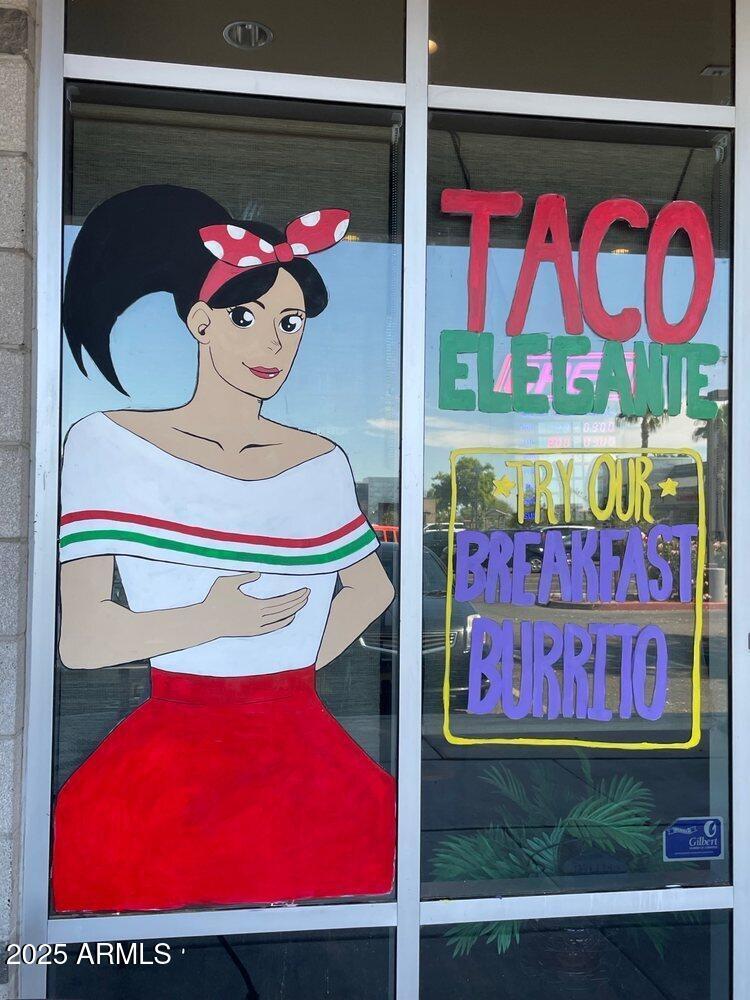 TACO
ELEGANTE
TRY OUR
BREAKFAST
BURRITO
Gilbert
2025 ARMLS